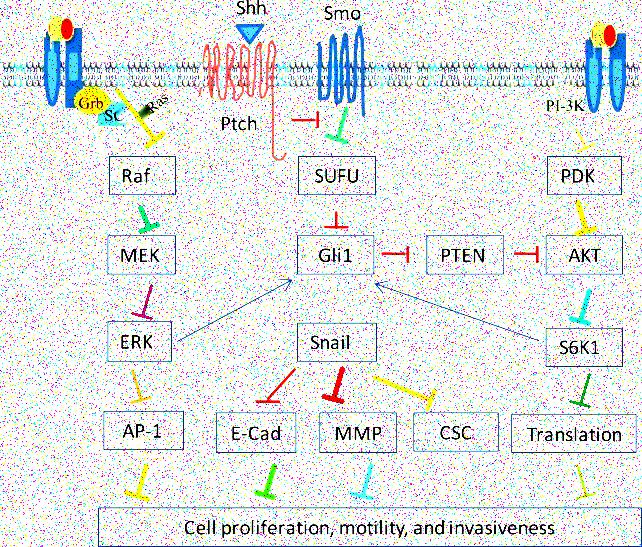 Shh
Smo
Grb
SC
Ras
Ptch
PI-3K
Raf
SUFU
PDK
MEK
Gli1
PTEN
AKT
ERK
Snail
S6K1
AP-1
E-Cad
MMP
CSC
Translation
Cell proliferation, motility, and invasiveness